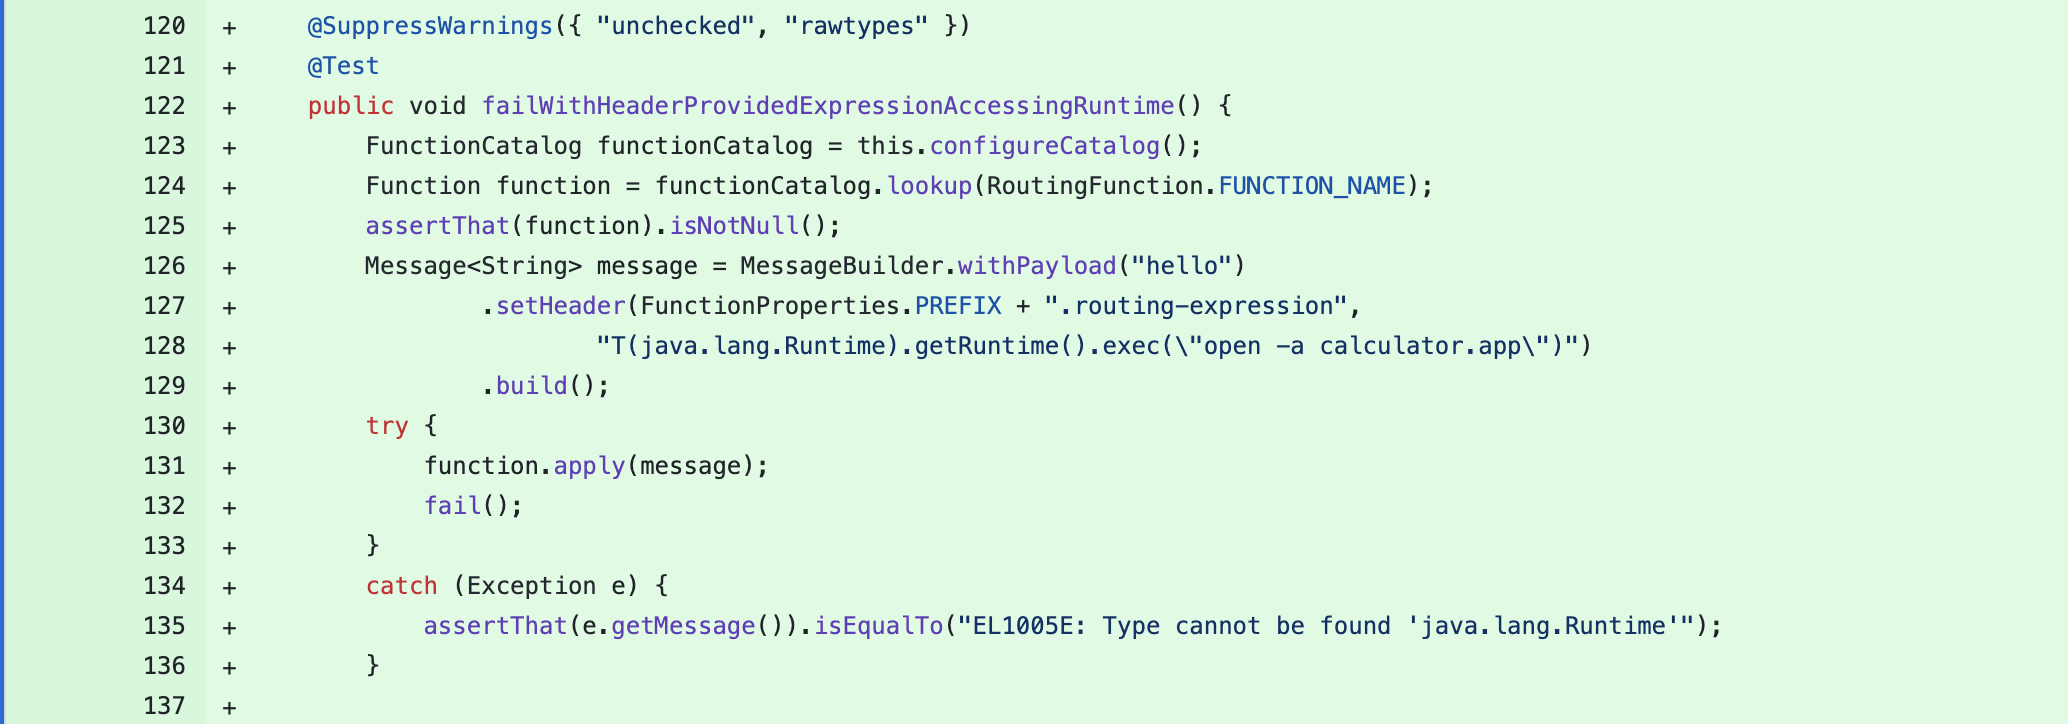 120 + @SuppressWarnings({ "unchecked", "rawtypes" })
121 + @Test
122 + public void failWithHeaderProvidedExpressionAccessingRuntime() {
123 + FunctionCatalog functionCatalog = this.configureCatalog();
124 + Function function = functionCatalog.lookup(RoutingFunction.FUNCTION_NAME);
125 + assertThat(function).isNotNull();
126 + Message<String> message = MessageBuilder.withPayload("hello")
127 + .setHeader(FunctionProperties.PREFIX + ".routing-expression",
128 + "T(java.lang.Runtime).getRuntime().exec(\"open -a calculator.app\")")
129 + .build();
130 + try {
131 + function.apply(message);
132 + fail();
133 + }
134 + catch (Exception e) {
135 + assertThat(e.getMessage()).isEqualTo("EL1005E: Type cannot be found 'java.lang.Runtime'");
136 + }
137 +